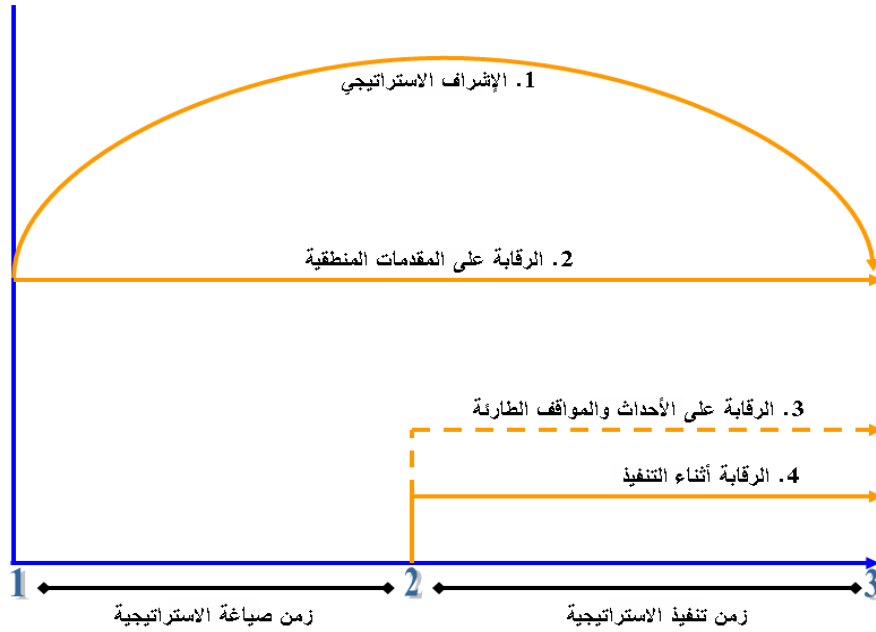 1. الإشراف الاستراتيجي
2. الرقابة على المقدمات المنطقية
3. الرقابة على الأحداث والمواقف الطارئة
4. الرقابة أثناء التنفيذ
1 2 3
زمن صياغة الاستراتيجية
زمن تنفيذ الاستراتيجية